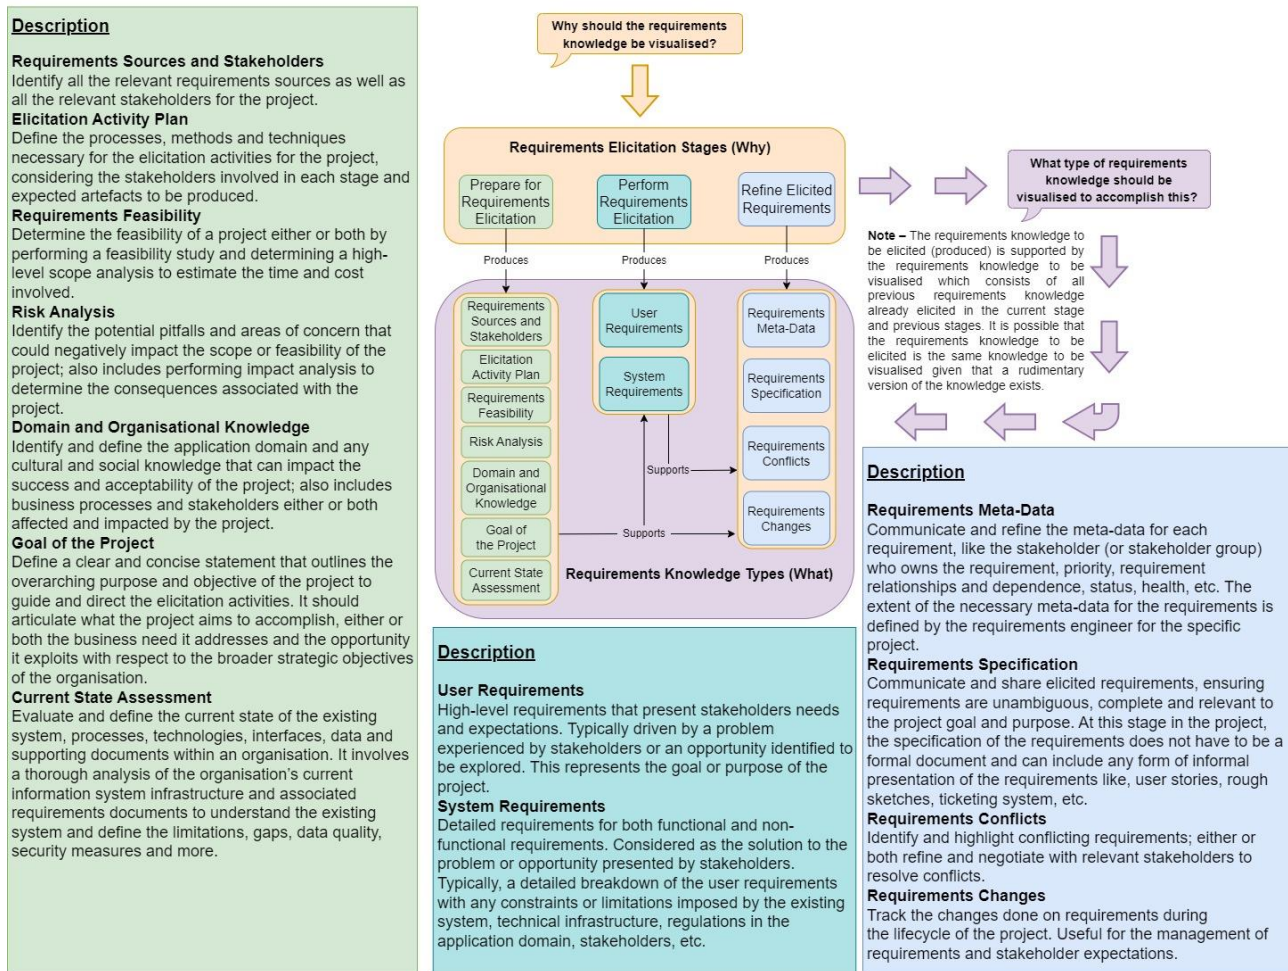 Description
Requirements Sources and Stakeholders
Identify all the relevant requirements sources as well as
all the relevant stakeholders for the project.
Elicitation Activity Plan
Define the processes, methods and techniques
necessary for the elicitation activities for the project,
considering the stakeholders involved in each stage and
expected artefacts to be produced.
Requirements Feasibility
Determine the feasibility of a project either or both by
performing a feasibility study and determining a high-
level scope analysis to estimate the time and cost
involved.
Risk Analysis
Identify the potential pitfalls and areas of concern that
could negatively impact the scope or feasibility of the
project; also includes performing impact analysis to
determine the consequences associated with the
project.
Domain and Organisational Knowledge
Identify and define the application domain and any
cultural and social knowledge that can impact the
success and acceptability of the project; also includes
business processes and stakeholders either or both
affected and impacted by the project.
Goal of the Project
Define a clear and concise statement that outlines the
overarching purpose and objective of the project to
guide and direct the elicitation activities. It should
articulate what the project aims to accomplish, either or
both the business need it addresses and the opportunity
it exploits with respect to the broader strategic objectives
of the organisation.
Current State Assessment
Evaluate and define the current state of the existing
system, processes, technologies, interfaces, data and
supporting documents within an organisation. It involves
a thorough analysis of the organisation's current
information system infrastructure and associated
requirements documents to understand the existing
system and define the limitations, gaps, data quality,
security measures and more.
Why should the requirements
knowledge be visualised?
Requirements Elicitation Stages (Why)
Prepare for
Requirements
Elicitation
Perform
Requirements
Elicitation
Refine Elicited
Requirements
Produces
Produces
Produces
Requirements
Sources and
Stakeholders
Elicitation
Activity Plan
Requirements
Feasibility
Risk Analysis
Domain and
Organisational
Knowledge
Goal of
the Project
Current State
Assessment
User
Requirements
System
Requirements
Requirements
Meta-Data
Requirements
Specification
Requirements
Conflicts
Requirements
Changes
Supports
Supports
Requirements Knowledge Types (What)
What type of requirements
knowledge should be
visualised to accomplish this?
Note – The requirements knowledge to
be elicited (produced) is supported by
the requirements knowledge to be
visualised which consists of all
previous requirements knowledge
already elicited in the current stage
and previous stages. It is possible that
the requirements knowledge to be
elicited is the same knowledge to be
visualised given that a rudimentary
version of the knowledge exists.
Description
User Requirements
High-level requirements that present stakeholders needs
and expectations. Typically driven by a problem
experienced by stakeholders or an opportunity identified to
be explored. This represents the goal or purpose of the
project.
System Requirements
Detailed requirements for both functional and non-
functional requirements. Considered as the solution to the
problem or opportunity presented by stakeholders.
Typically, a detailed breakdown of the user requirements
with any constraints or limitations imposed by the existing
system, technical infrastructure, regulations in the
application domain, stakeholders, etc.
Description
Requirements Meta-Data
Communicate and refine the meta-data for each
requirement, like the stakeholder (or stakeholder group)
who owns the requirement, priority, requirement
relationships and dependence, status, health, etc. The
extent of the necessary meta-data for the requirements is
defined by the requirements engineer for the specific
project.
Requirements Specification
Communicate and share elicited requirements, ensuring
requirements are unambiguous, complete and relevant to
the project goal and purpose. At this stage in the project,
the specification of the requirements does not have to be a
formal document and can include any form of informal
presentation of the requirements like, user stories, rough
sketches, ticketing system, etc.
Requirements Conflicts
Identify and highlight conflicting requirements; either or
both refine and negotiate with relevant stakeholders to
resolve conflicts.
Requirements Changes
Track the changes done on requirements during
the lifecycle of the project. Useful for the management of
requirements and stakeholder expectations.